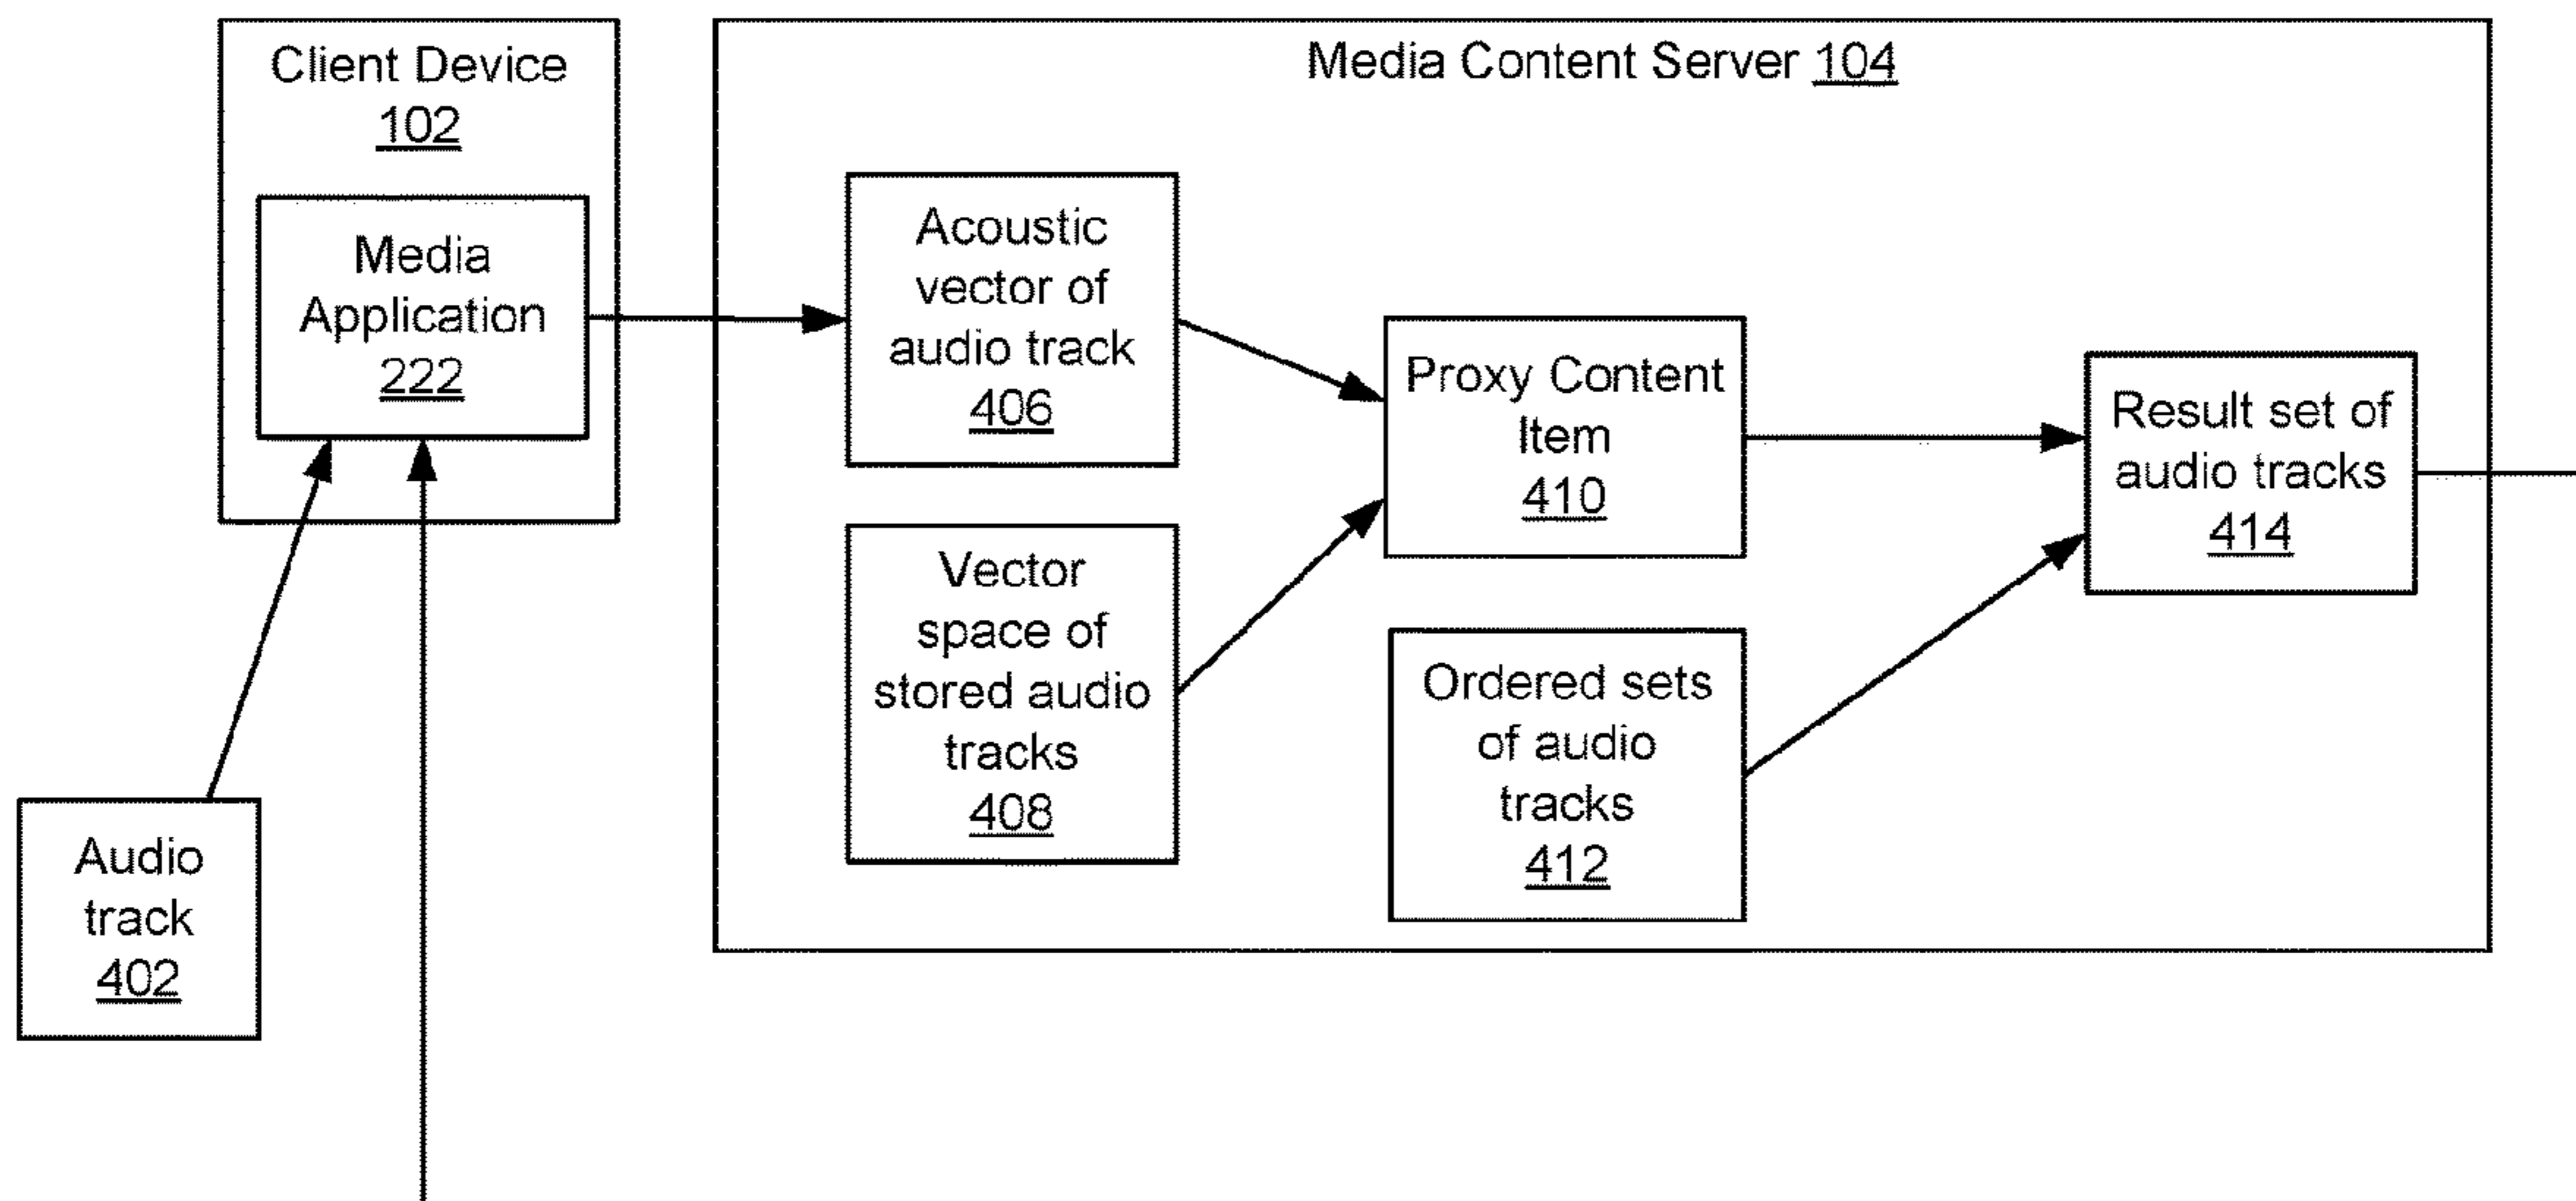 Client Device
102
Media
Application
222
Audio
track
402
Media Content Server 104
Acoustic
vector of
audio track
406
Vector
space of
stored audio
tracks
408
Proxy Content
Item
410
Ordered sets
of audio
tracks
412
Result set of
audio tracks
414